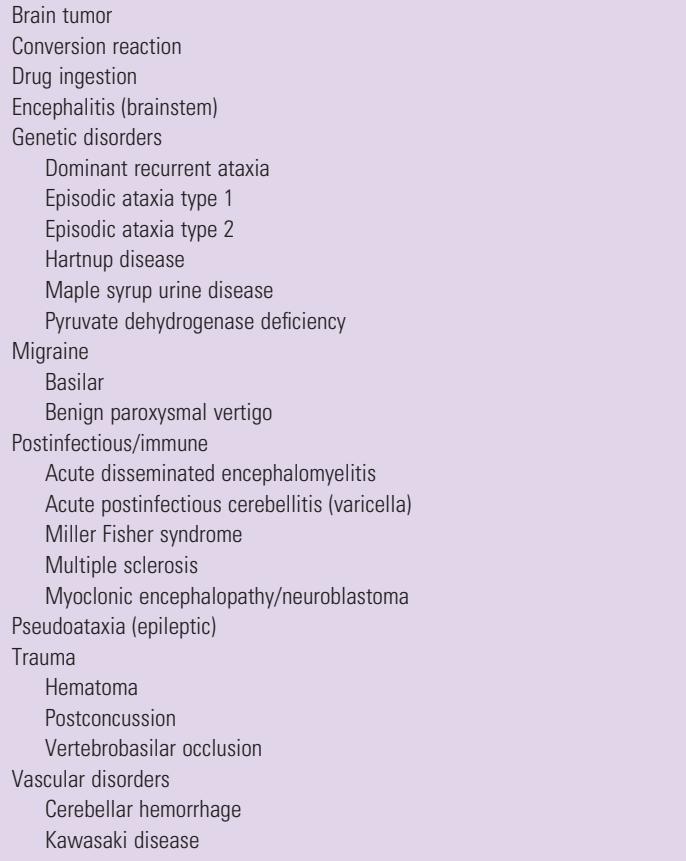 Brain tumor
Conversion reaction
Drug ingestion
Encephalitis (brainstem)
Genetic disorders
Dominant recurrent ataxia
Episodic ataxia type 1
Episodic ataxia type 2
Hartnup disease
Maple syrup urine disease
Pyruvate dehydrogenase deficiency
Migraine
Basilar
Benign paroxysmal vertigo
Postinfectious/immune
Acute disseminated encephalomyelitis
Acute postinfectious cerebellitis (varicella)
Miller Fisher syndrome
Multiple sclerosis
Myoclonic encephalopathy/neuroblastoma
Pseudoataxia (epileptic)
Trauma
Hematoma
Postconcussion
Vertebrobasilar occlusion
Vascular disorders
Cerebellar hemorrhage
Kawasaki disease